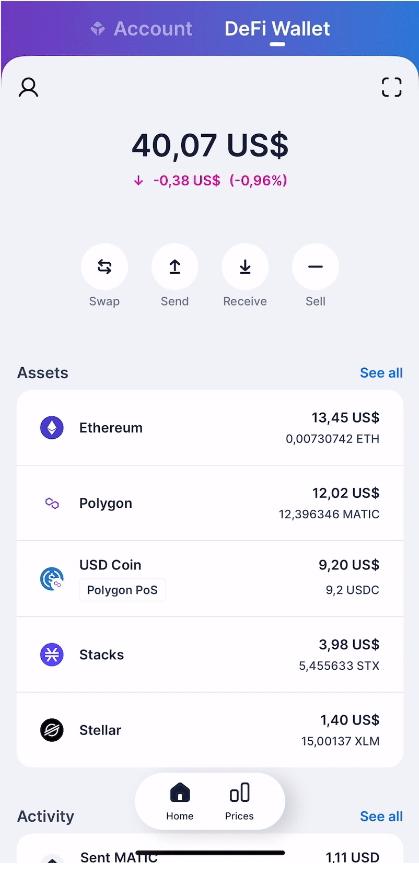 Account DeFi Wallet
40,07 US$
-0,38 US$ (-0,96%)
Swap Send Receive Sell
Assets See all
Ethereum 13,45 US$
0,00730742 ETH
Polygon 12,02 US$
12,396346 MATIC
USD Coin 9,20 US$
Polygon PoS 9,2 USDC
Stacks 3,98 US$
5,455633 STX
Stellar 1,40 US$
15,00137 XLM
Home Prices
Activity See all
Sent MATIC 1,11 USD